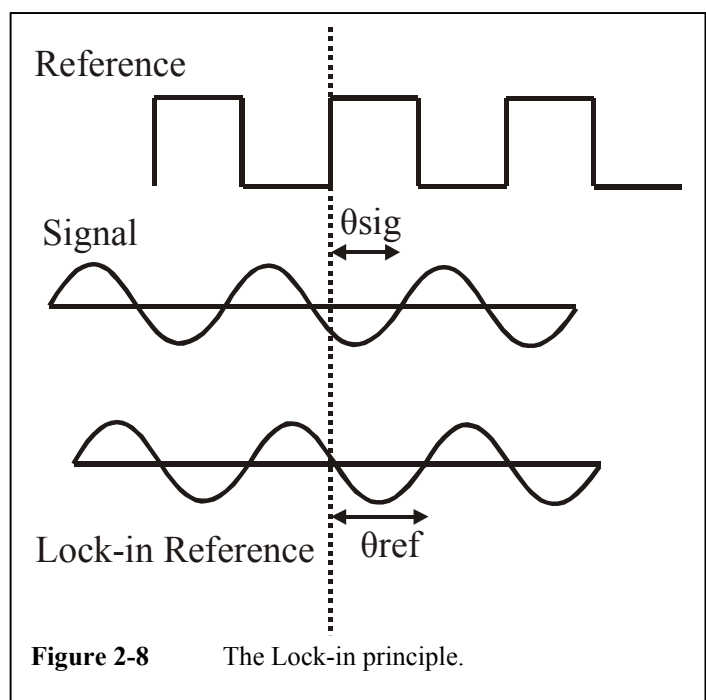 Reference
θsig
Signal
Lock-in Reference
θref
Figure 2-8 The Lock-in principle.